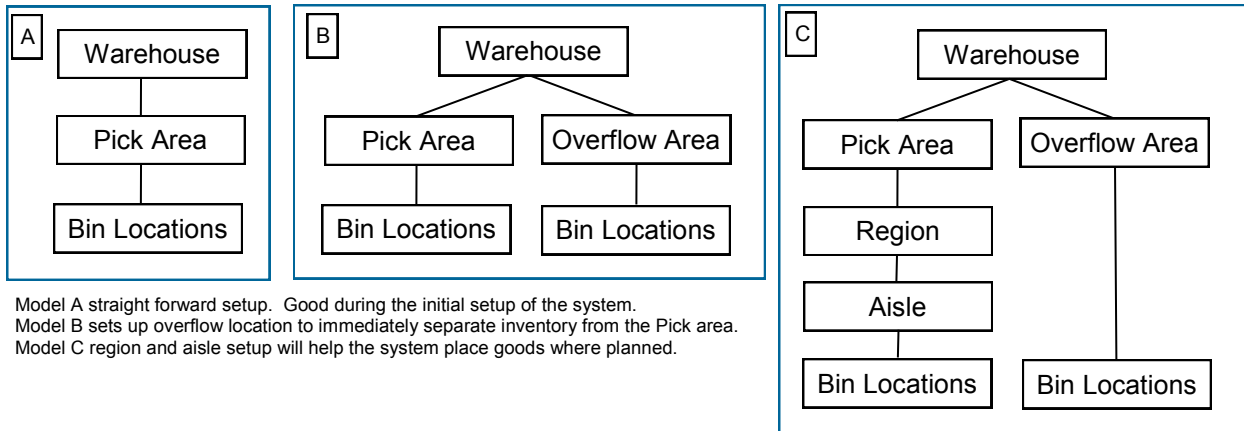 A
Warehouse
Pick Area
Bin Locations
B
Warehouse
Pick Area
Overflow Area
Bin Locations
Bin Locations
C
Warehouse
Pick Area
Overflow Area
Region
Aisle
Bin Locations
Bin Locations
Model A straight forward setup. Good during the initial setup of the system.
Model B sets up overflow location to immediately separate inventory from the Pick area.
Model C region and aisle setup will help the system place goods where planned.